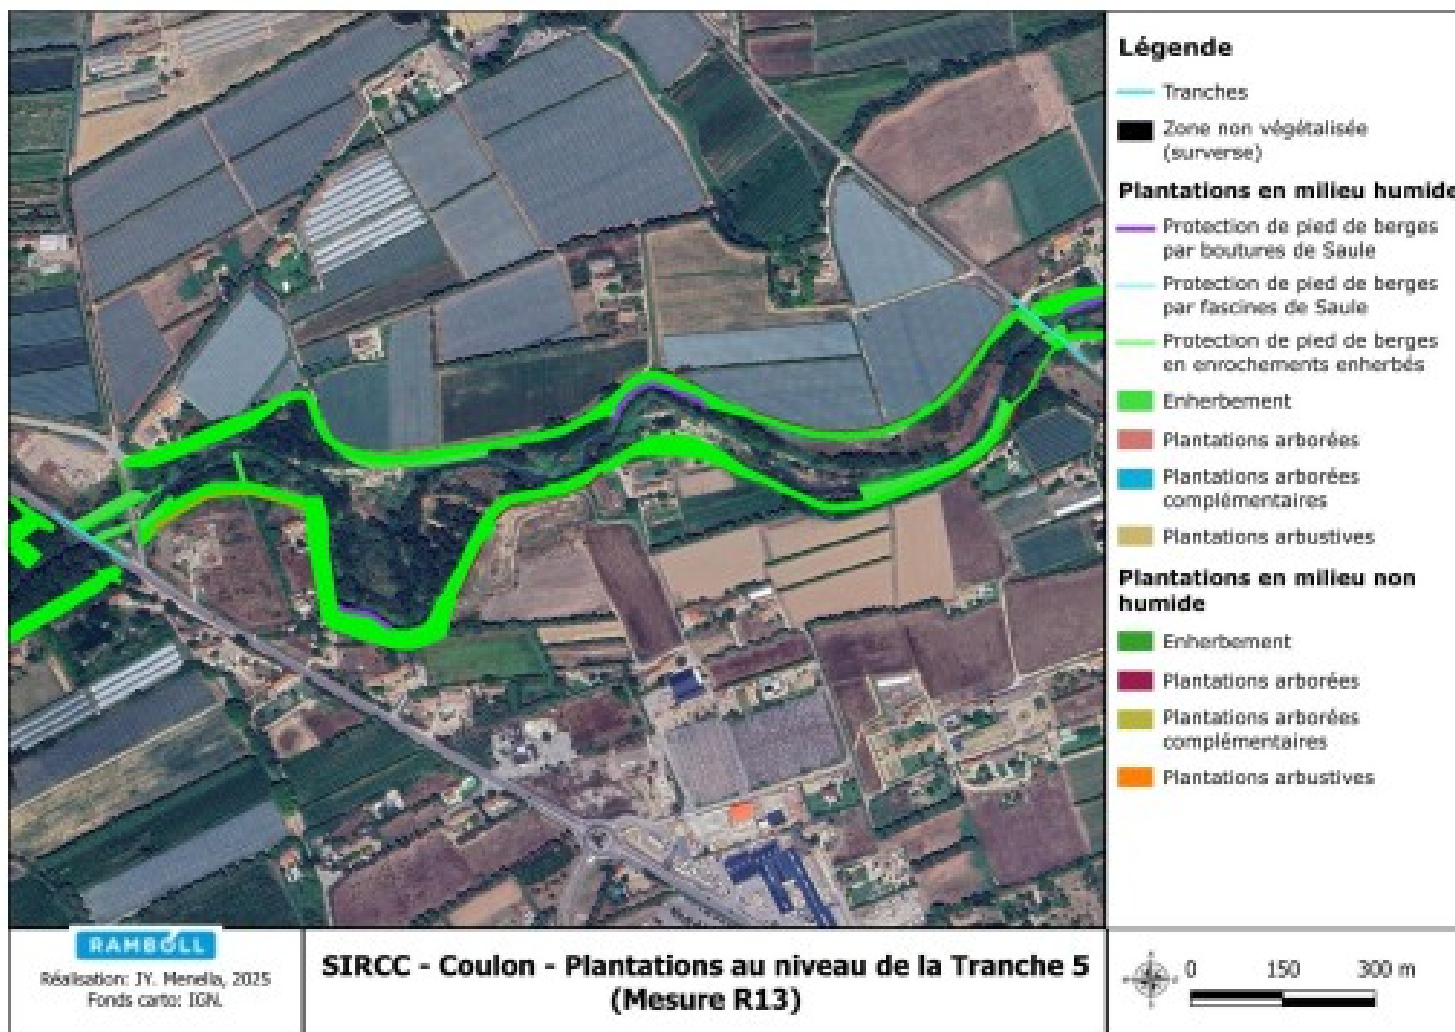 Légende
Tranches
Zone non végétalisée
(surverse)
Plantations en milieu humide
Protection de pied de berges
par boutures de Saule
Protection de pied de berges
par fascines de Saule
Protection de pied de berges
en enrochements enherbés
Enherbement
Plantations arborées
Plantations arborées
complémentaires
Plantations arbustives
Plantations en milieu non
humide
Enherbement
Plantations arborées
Plantations arborées
complémentaires
Plantations arbustives
RAMBOLL
Réalisation: JY. Menella, 2025
Fonds carto: IGN.
SIRCC - Coulon - Plantations au niveau de la Tranche 5
(Mesure R13)
0 150 300 m